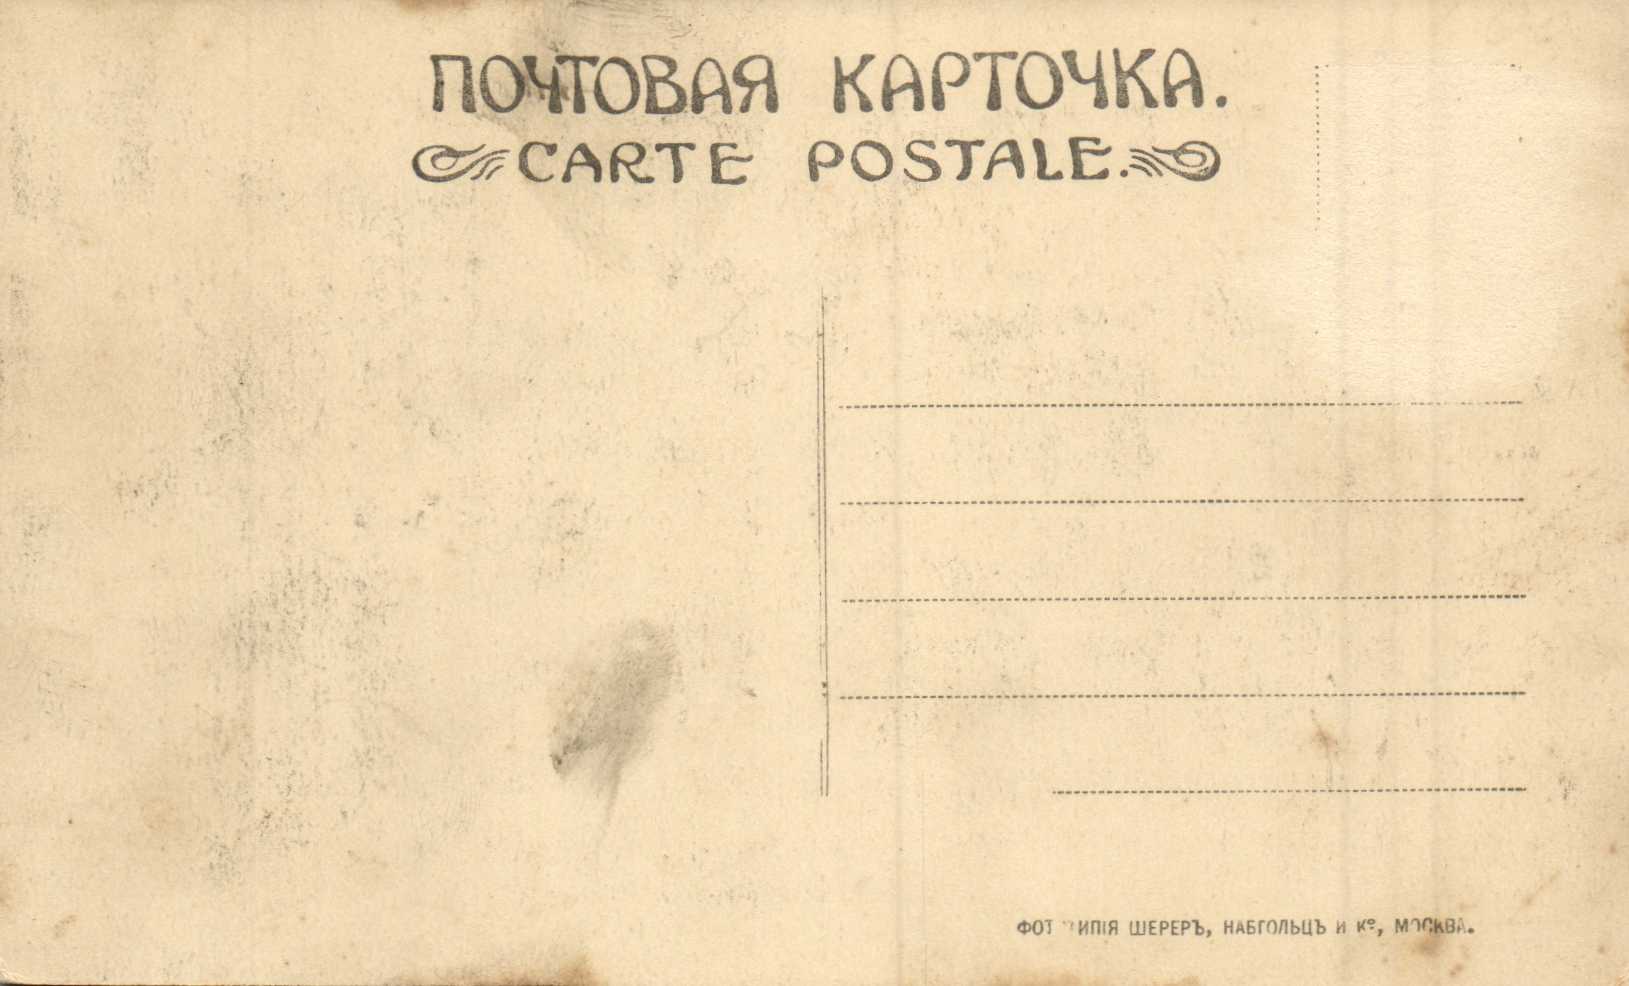 ПОЧТОВАЯ КАРТОЧКА.
CARTE POSTALE.
ШЕРЕРЪ, НАБГОЛЬЦЪ И Кº, МОСКВА.